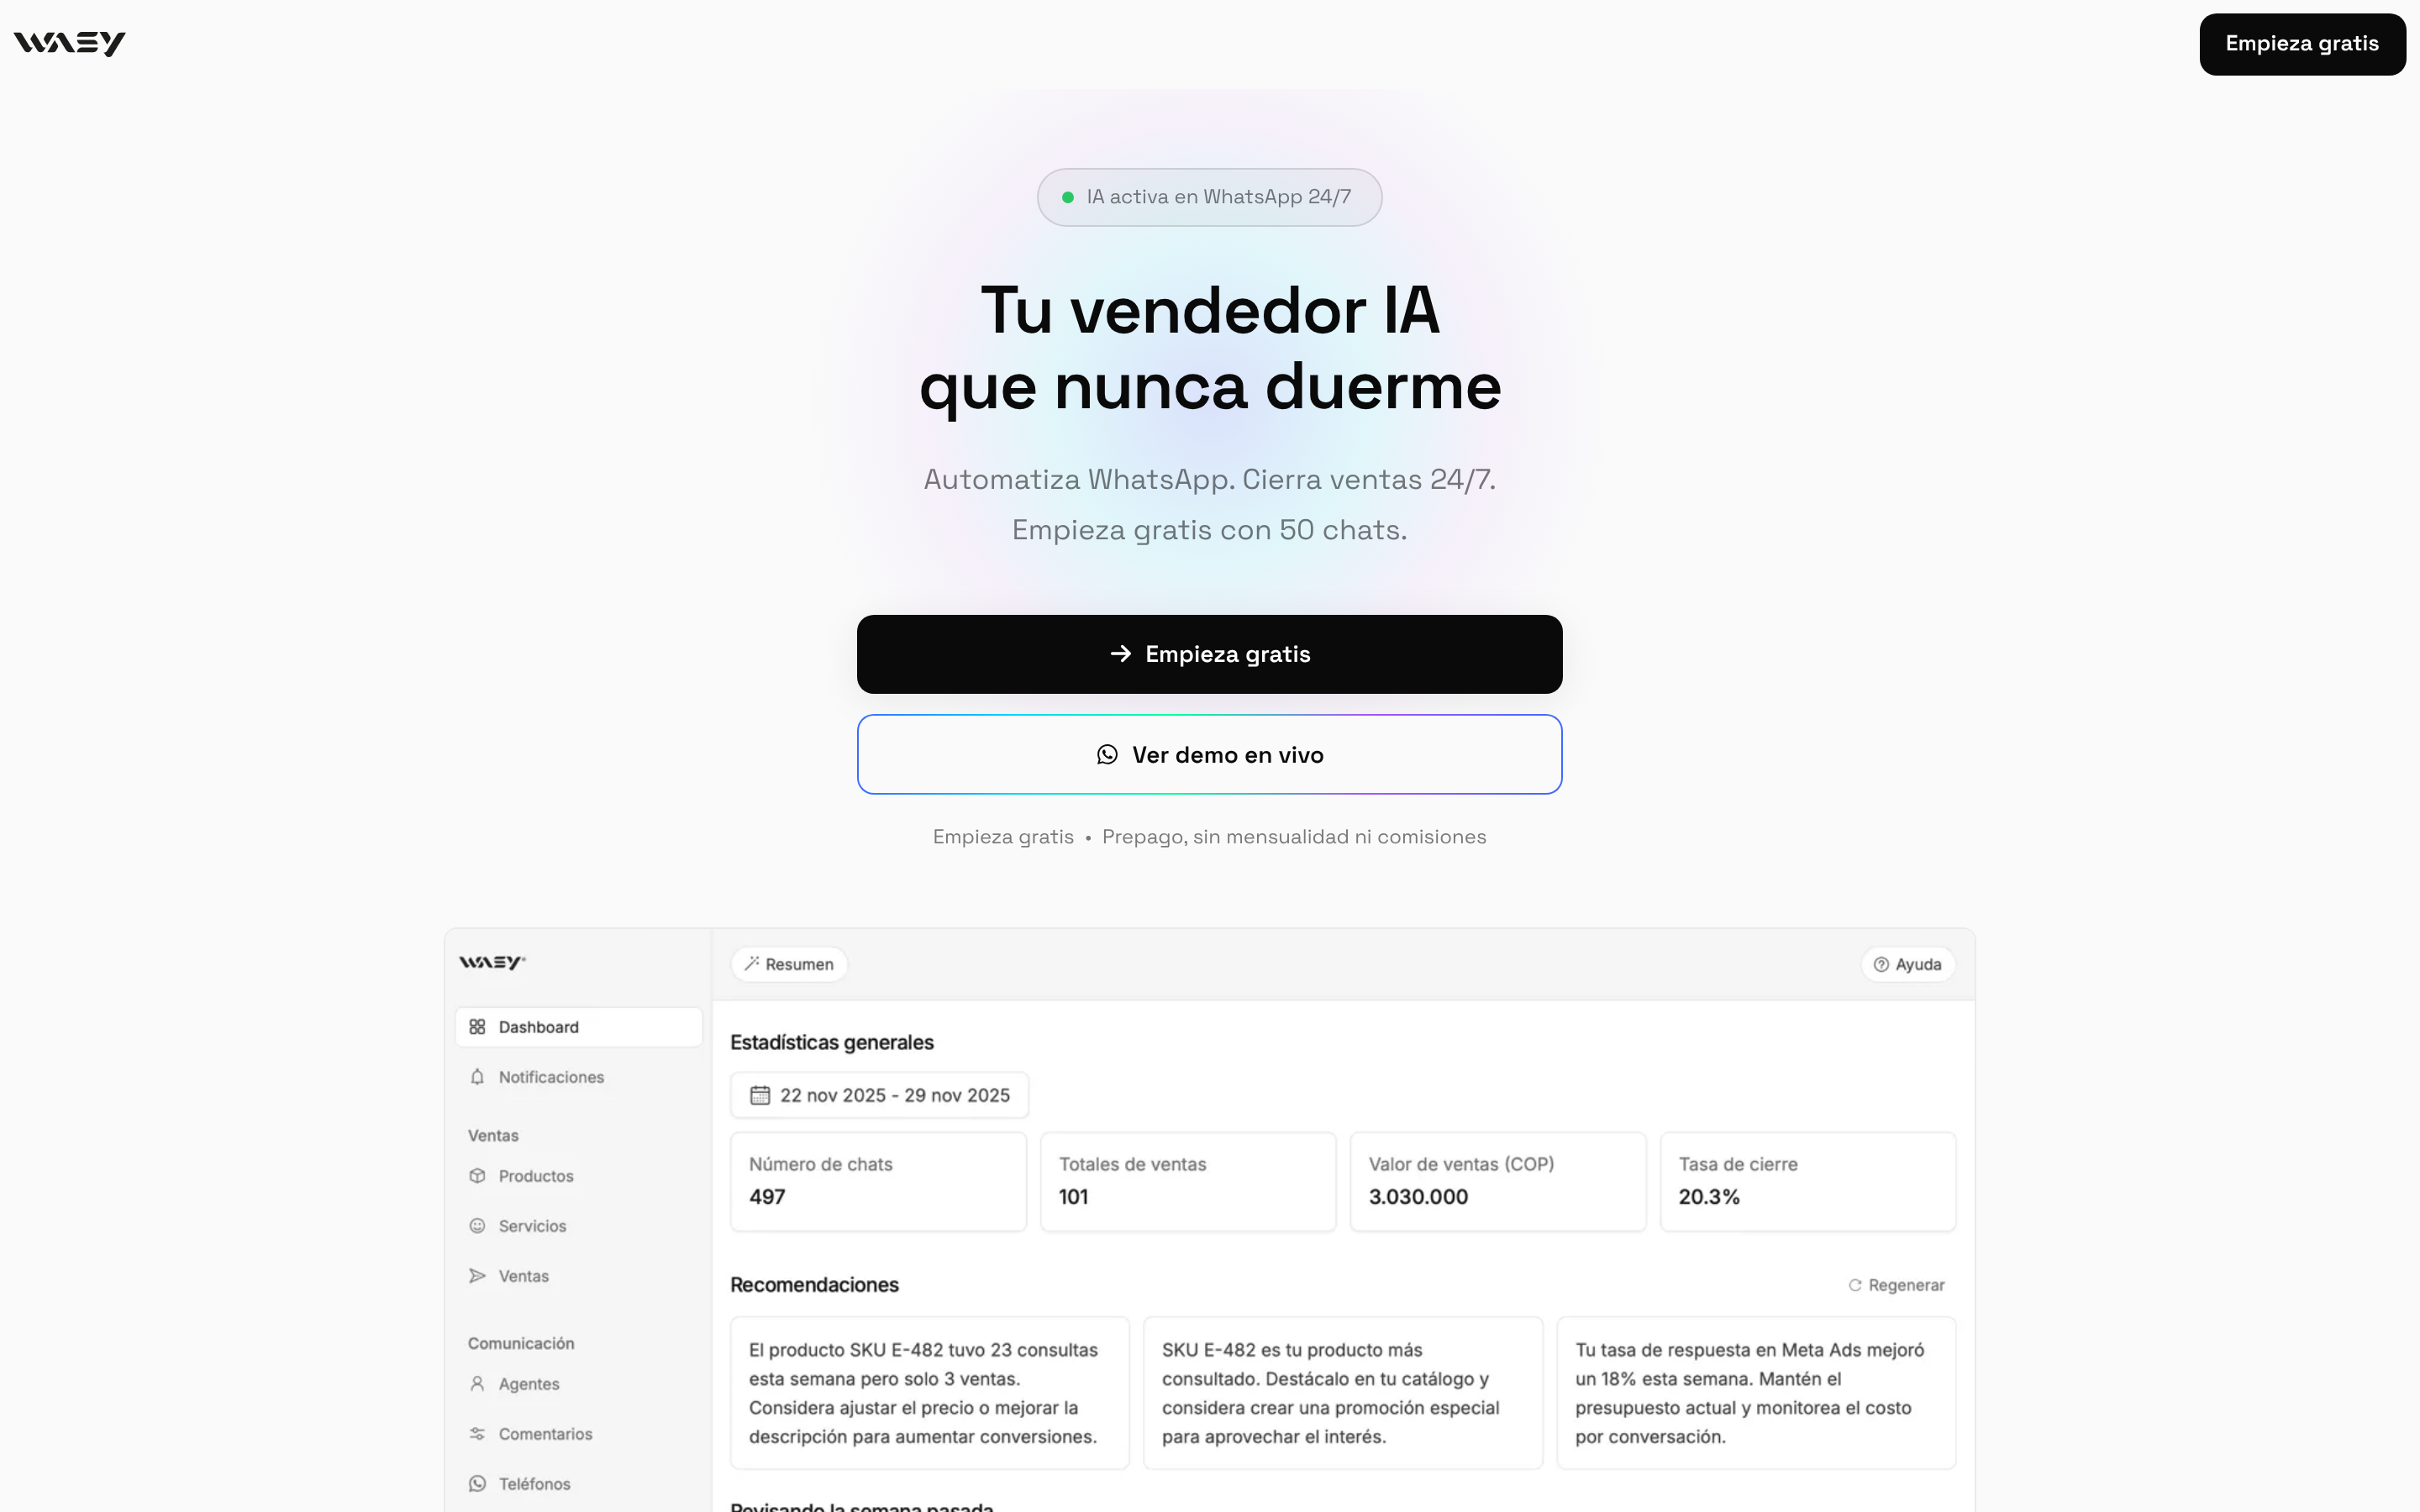 WASY
Empieza gratis
IA activa en WhatsApp 24/7
Tu vendedor IA
que nunca duerme
Automatiza WhatsApp. Cierra ventas 24/7.
Empieza gratis con 50 chats.
→ Empieza gratis
Ver demo en vivo
Empieza gratis • Prepago, sin mensualidad ni comisiones
WASY
Resumen
Ayuda
Dashboard
Notificaciones
Ventas
Productos
Servicios
Ventas
Comunicación
Agentes
Comentarios
Teléfonos
Estadísticas generales
22 nov 2025 - 29 nov 2025
Número de chats
497
Totales de ventas
101
Valor de ventas (COP)
3.030.000
Tasa de cierre
20.3%
Recomendaciones
Regenerar
El producto SKU E-482 tuvo 23 consultas
esta semana pero solo 3 ventas.
Considera ajustar el precio o mejorar la
descripción para aumentar conversiones.
SKU E-482 es tu producto más
consultado. Destácalo en tu catálogo y
considera crear una promoción especial
para aprovechar el interés.
Tu tasa de respuesta en Meta Ads mejoró
un 18% esta semana. Mantén el
presupuesto actual y monitorea el costo
por conversación.
Revisando la semana pasada